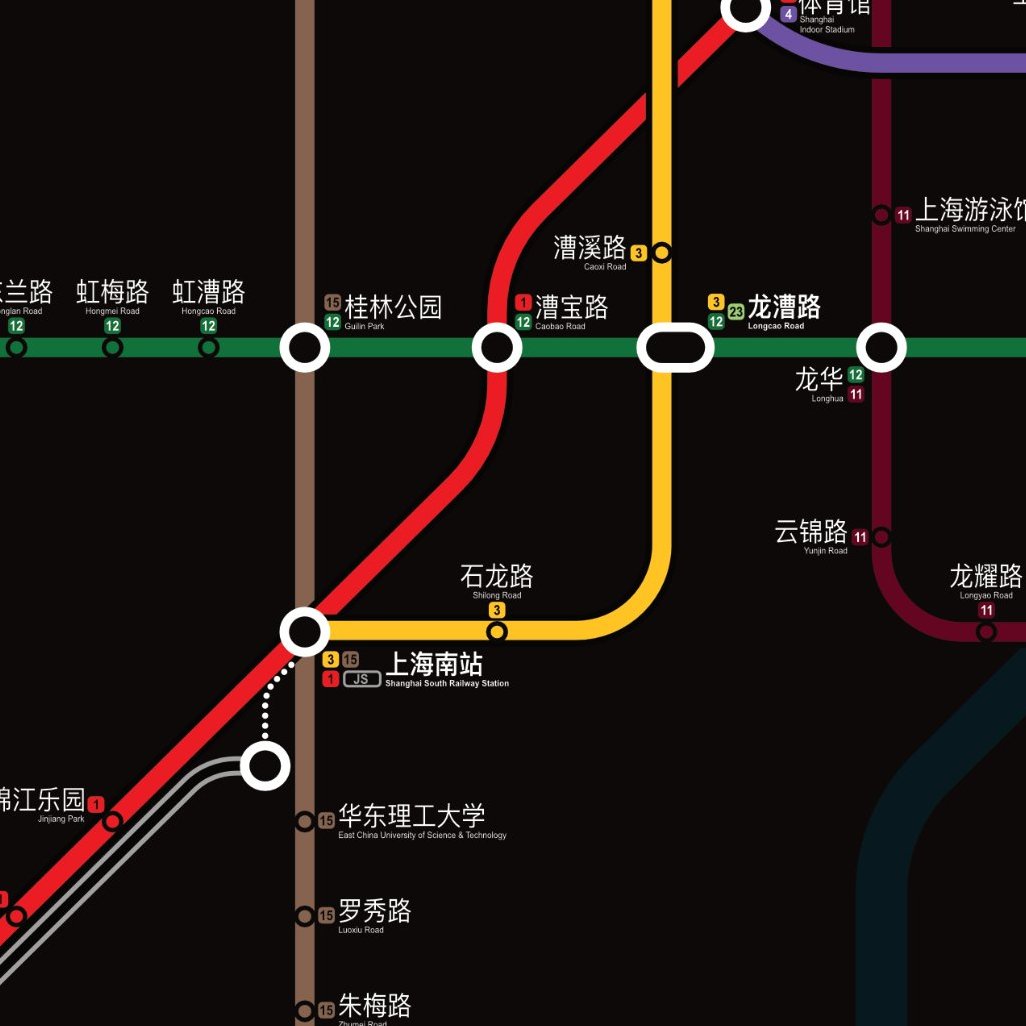 体育馆
4
Shanghai
Indoor Stadium
11
上海游泳馆
Shanghai Swimming Center
漕溪路
3
Caoxi Road
兰路
虹梅路
Hongmei Road
12
虹漕路
Hongcao Road
12
12
15
12
桂林公园
Guilin Park
1
12
漕宝路
Caobao Road
3
12
23
龙漕路
Longcao Road
龙华
Longhua
12
11
云锦路
Yunjin Road
11
龙耀路
Longyao Road
11
石龙路
Shilong Road
3
3
15
1
JS
上海南站
Shanghai South Railway Station
锦江乐园
Jinjiang Park
1
15
华东理工大学
East China University of Science & Technology
15
罗秀路
Luoxiu Road
15
朱梅路
Zhumei Road